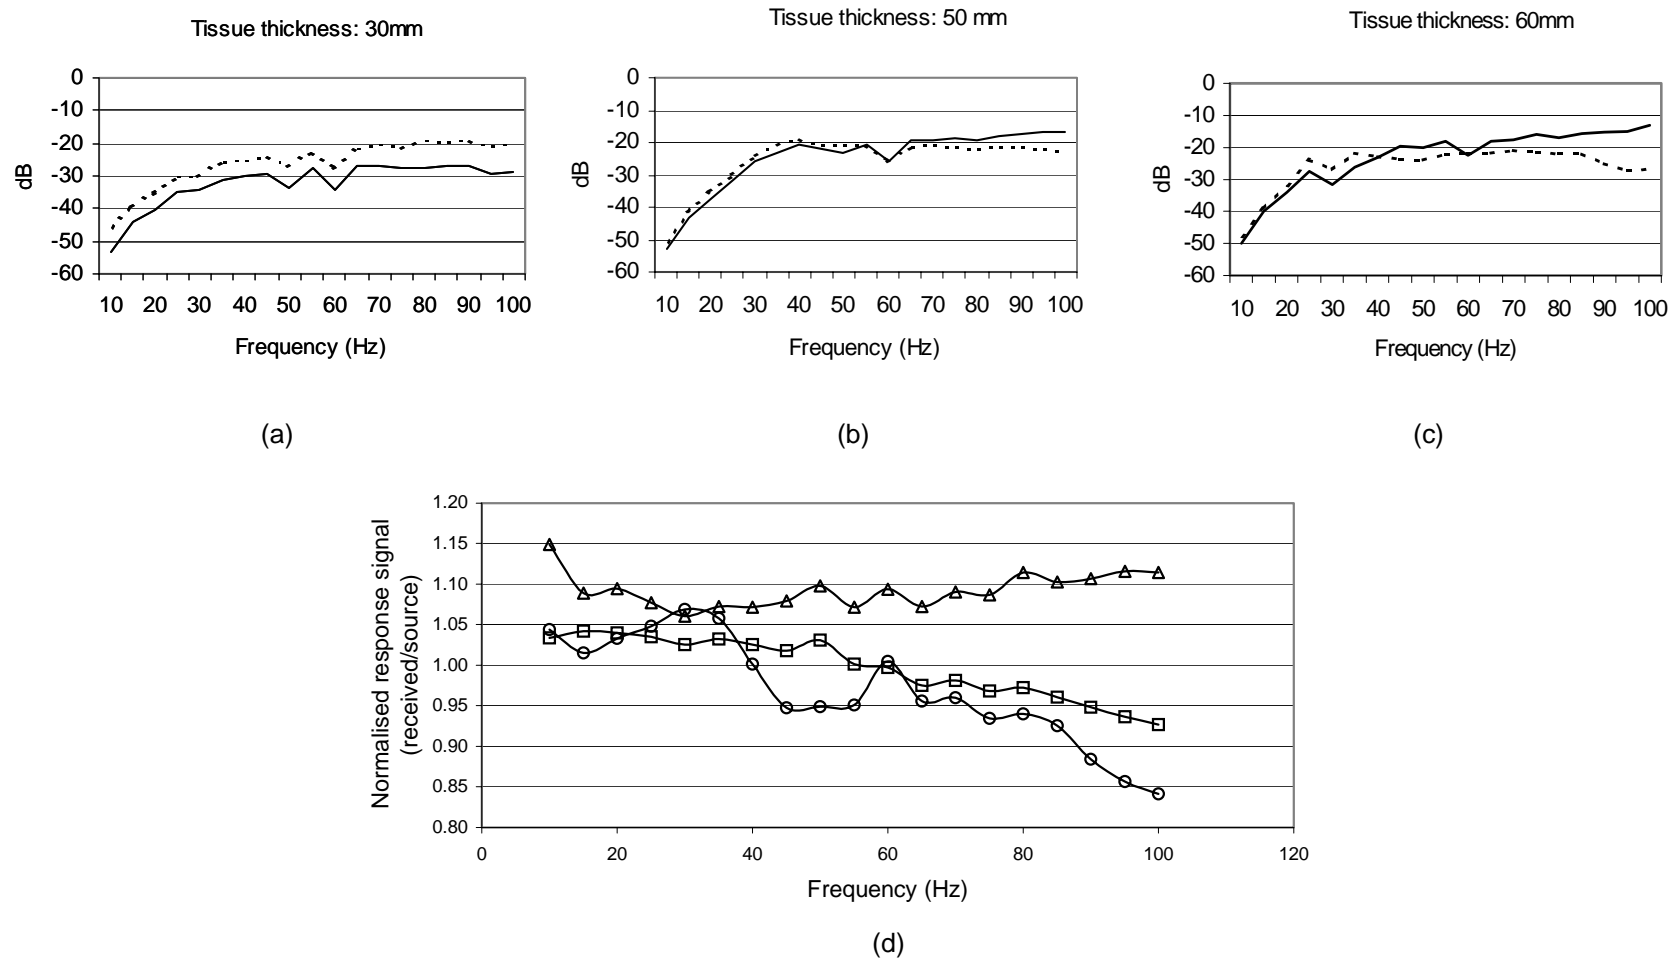 Tissue thickness: 30mm
0
-10
-20
-30
-40
-50
-60
dB
10 20 30 40 50 60 70 80 90 100
Frequency (Hz)
(a)
Tissue thickness: 50 mm
0
-10
-20
-30
-40
-50
-60
dB
10 20 30 40 50 60 70 80 90 100
Frequency (Hz)
(b)
Tissue thickness: 60mm
0
-10
-20
-30
-40
-50
-60
dB
10 20 30 40 50 60 70 80 90 100
Frequency (Hz)
(c)
Normalised response signal
(received/source)
1.20
1.15
1.10
1.05
1.00
0.95
0.90
0.85
0.80
0 20 40 60 80 100 120
Frequency (Hz)
(d)